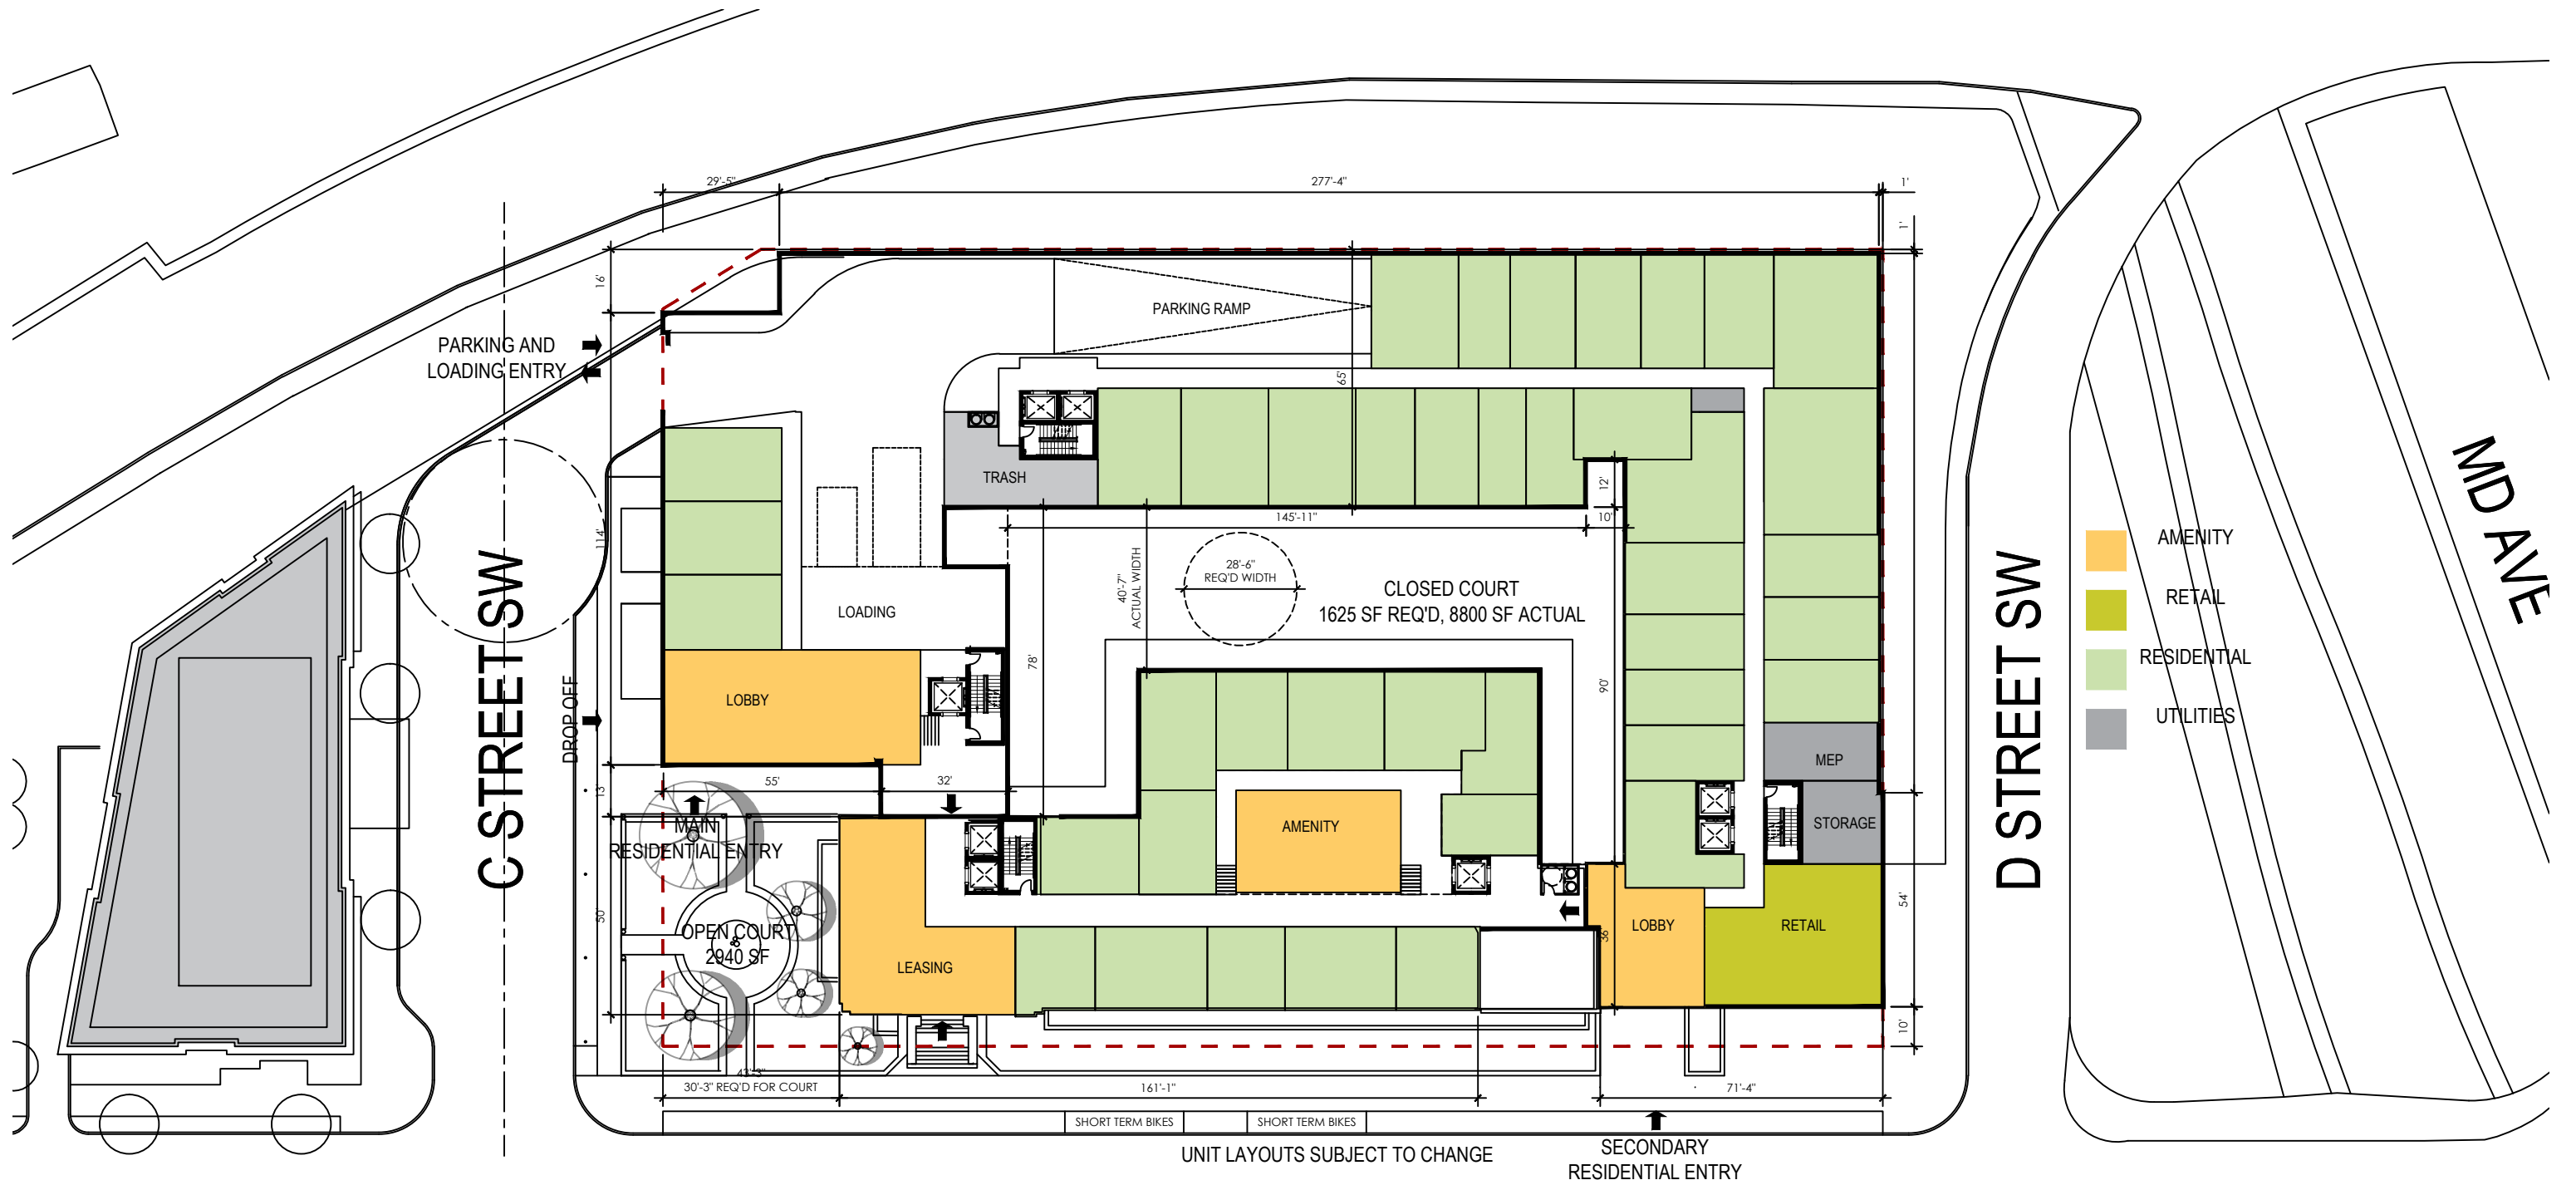 29'-5"
277'-4"
1'
1'
16'
PARKING RAMP
PARKING AND
LOADING ENTRY
65'
TRASH
12'
145'-11"
10'
114'
40'-7"
ACTUAL WIDTH
28'-6"
REQ'D WIDTH
CLOSED COURT
1625 SF REQ'D, 8800 SF ACTUAL
LOADING
78'
90'
LOBBY
DROP OFF
C STREET SW
D STREET SW
MD AVE
AMENITY
RETAIL
RESIDENTIAL
UTILITIES
MEP
STORAGE
55'
32'
13'
MAIN
RESIDENTIAL ENTRY
AMENITY
50'
OPEN COURT
2940 SF
LEASING
36'
LOBBY
RETAIL
54'
10'
43'-3"
30'-3" REQ'D FOR COURT
161'-1"
71'-4"
SHORT TERM BIKES
SHORT TERM BIKES
UNIT LAYOUTS SUBJECT TO CHANGE
SECONDARY
RESIDENTIAL ENTRY